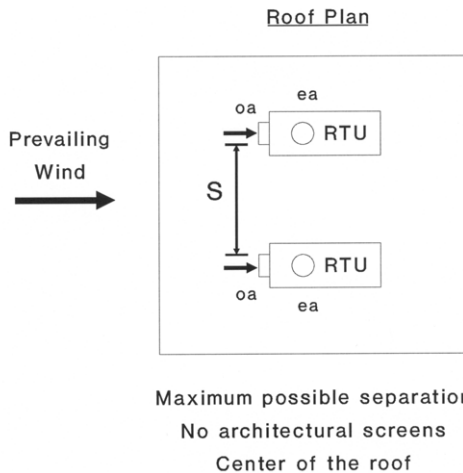 Roof Plan
ea
oa
RTU
Prevailing
Wind
S
RTU
oa
ea
Maximum possible separation
No architectural screens
Center of the roof